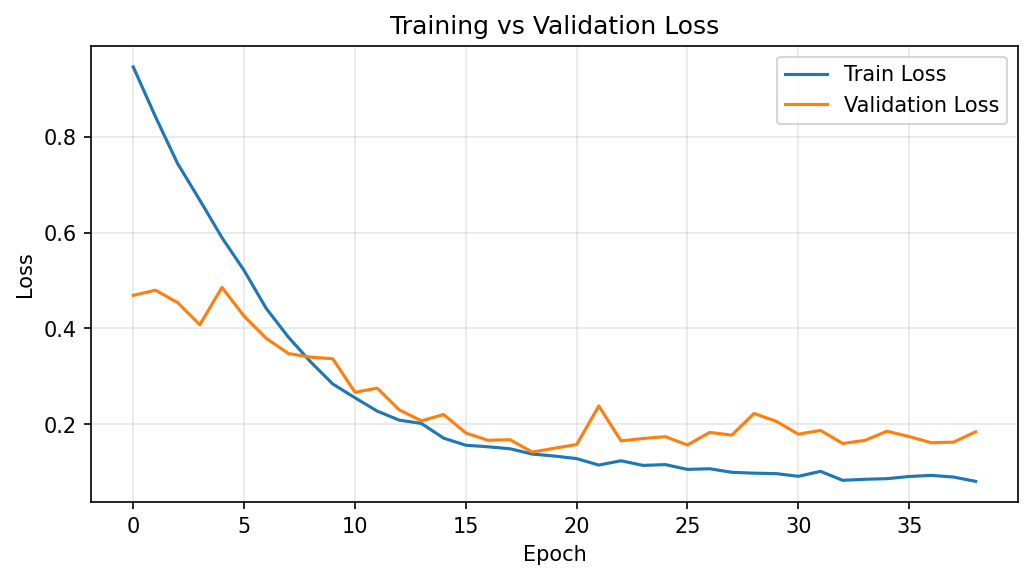 Training vs Validation Loss
Train Loss
Validation Loss
0.8
0.6
0.4
0.2
Loss
0 5 10 15 20 25 30 35
Epoch